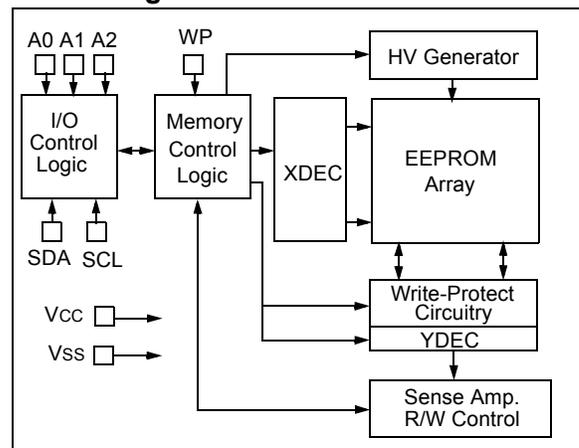 A0 A1 A2
WP
HV Generator
I/O
Control
Logic
Memory
Control
Logic
XDEC
EEPROM
Array
SDA
SCL
Write-Protect
Circuitry
YDEC
VCC
VSS
Sense Amp.
R/W Control